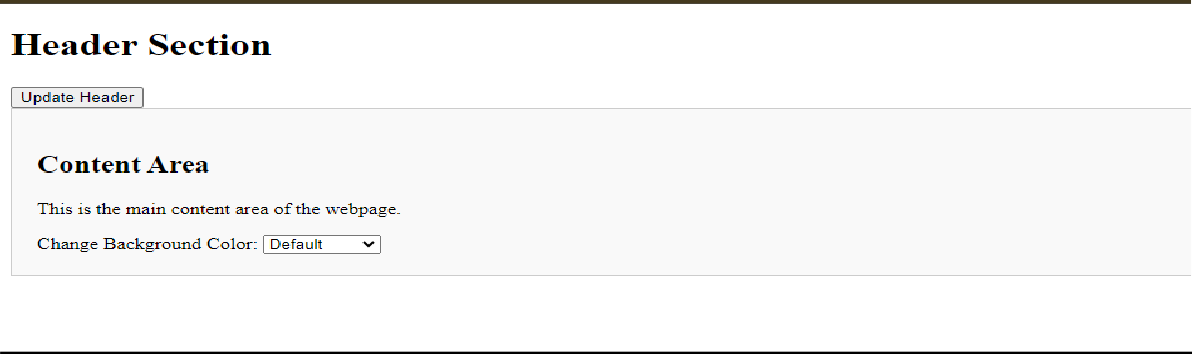 Header Section
Update Header
Content Area
This is the main content area of the webpage.
Change Background Color: Default